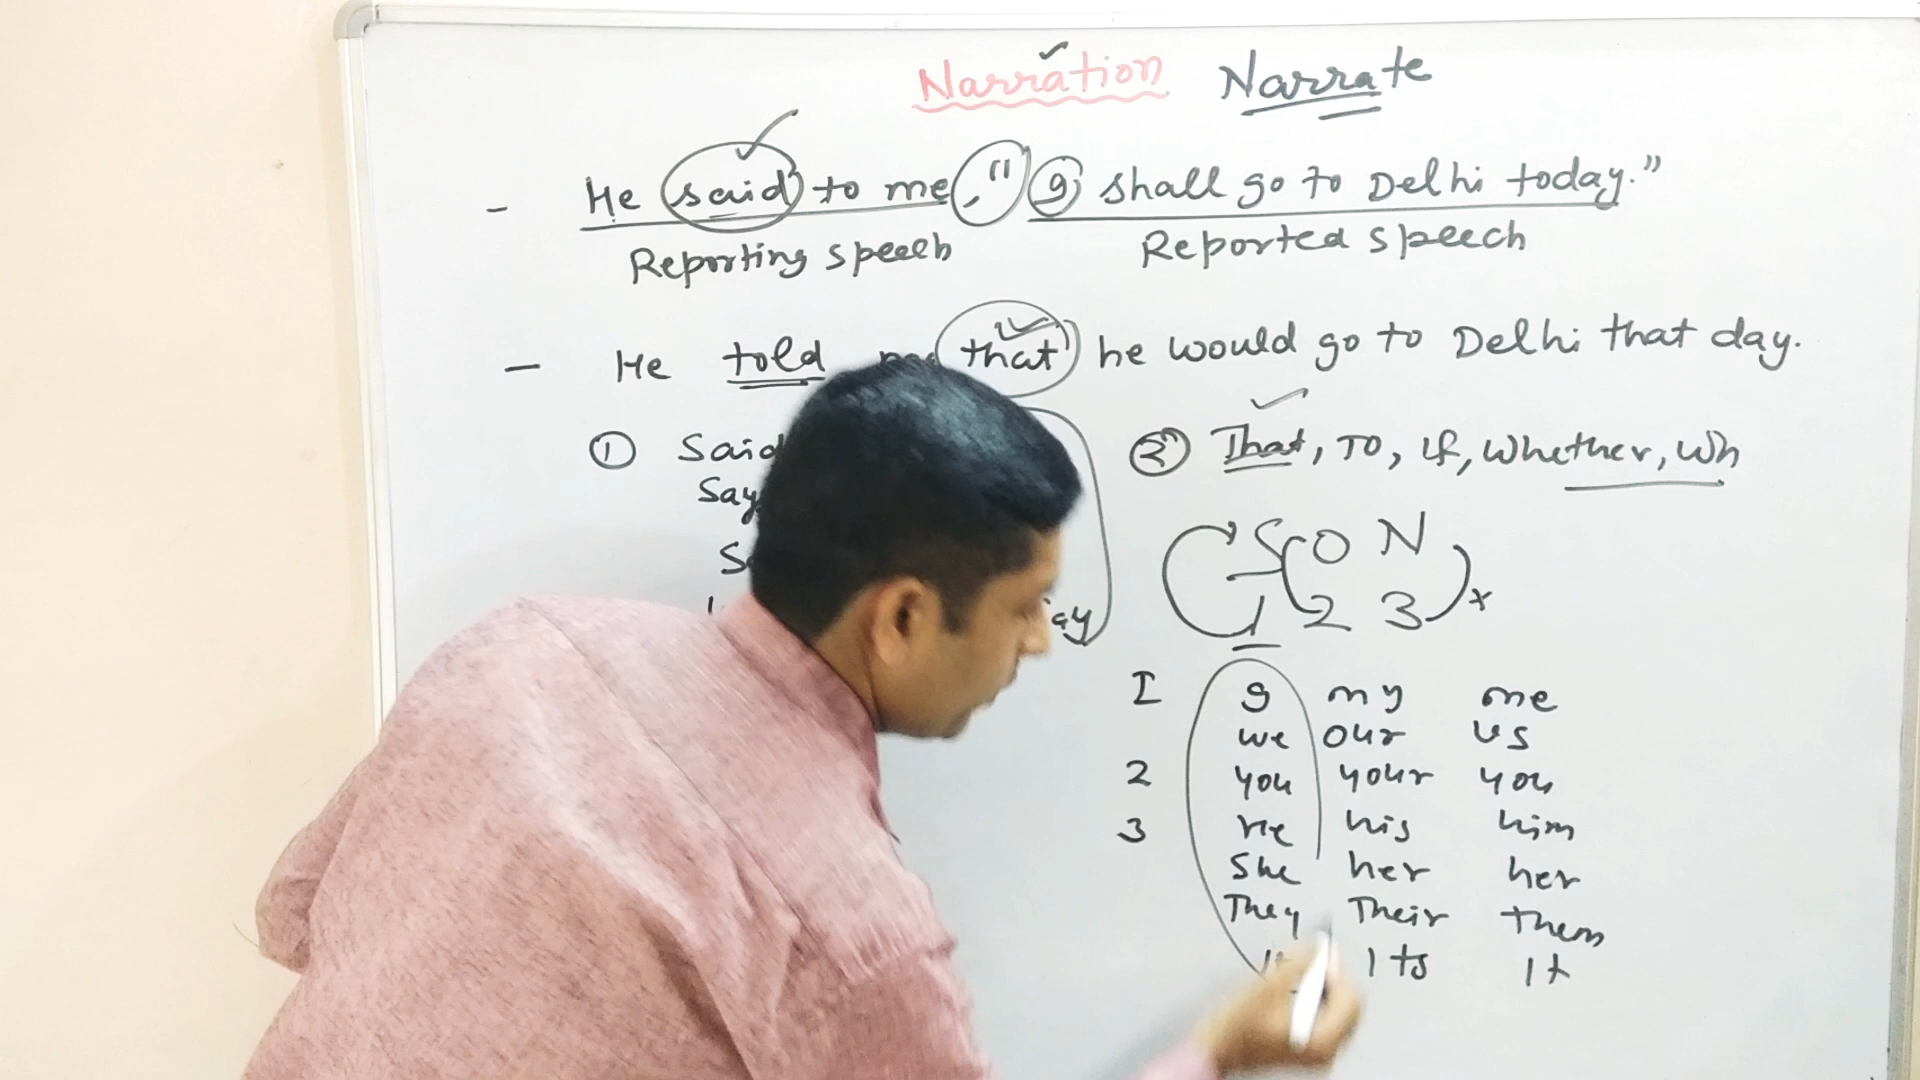 Narration Narrate
- He said to me, "I shall go to Delhi today."
Reporting speech Reported speech
- He told that he would go to Delhi that day.
① Said
Say
② That, To, If, Whether, Wh
S O N
1 2 3 x
I I my me
we our us
2 you your you
3 He his him
She her her
They Their Them
Its It